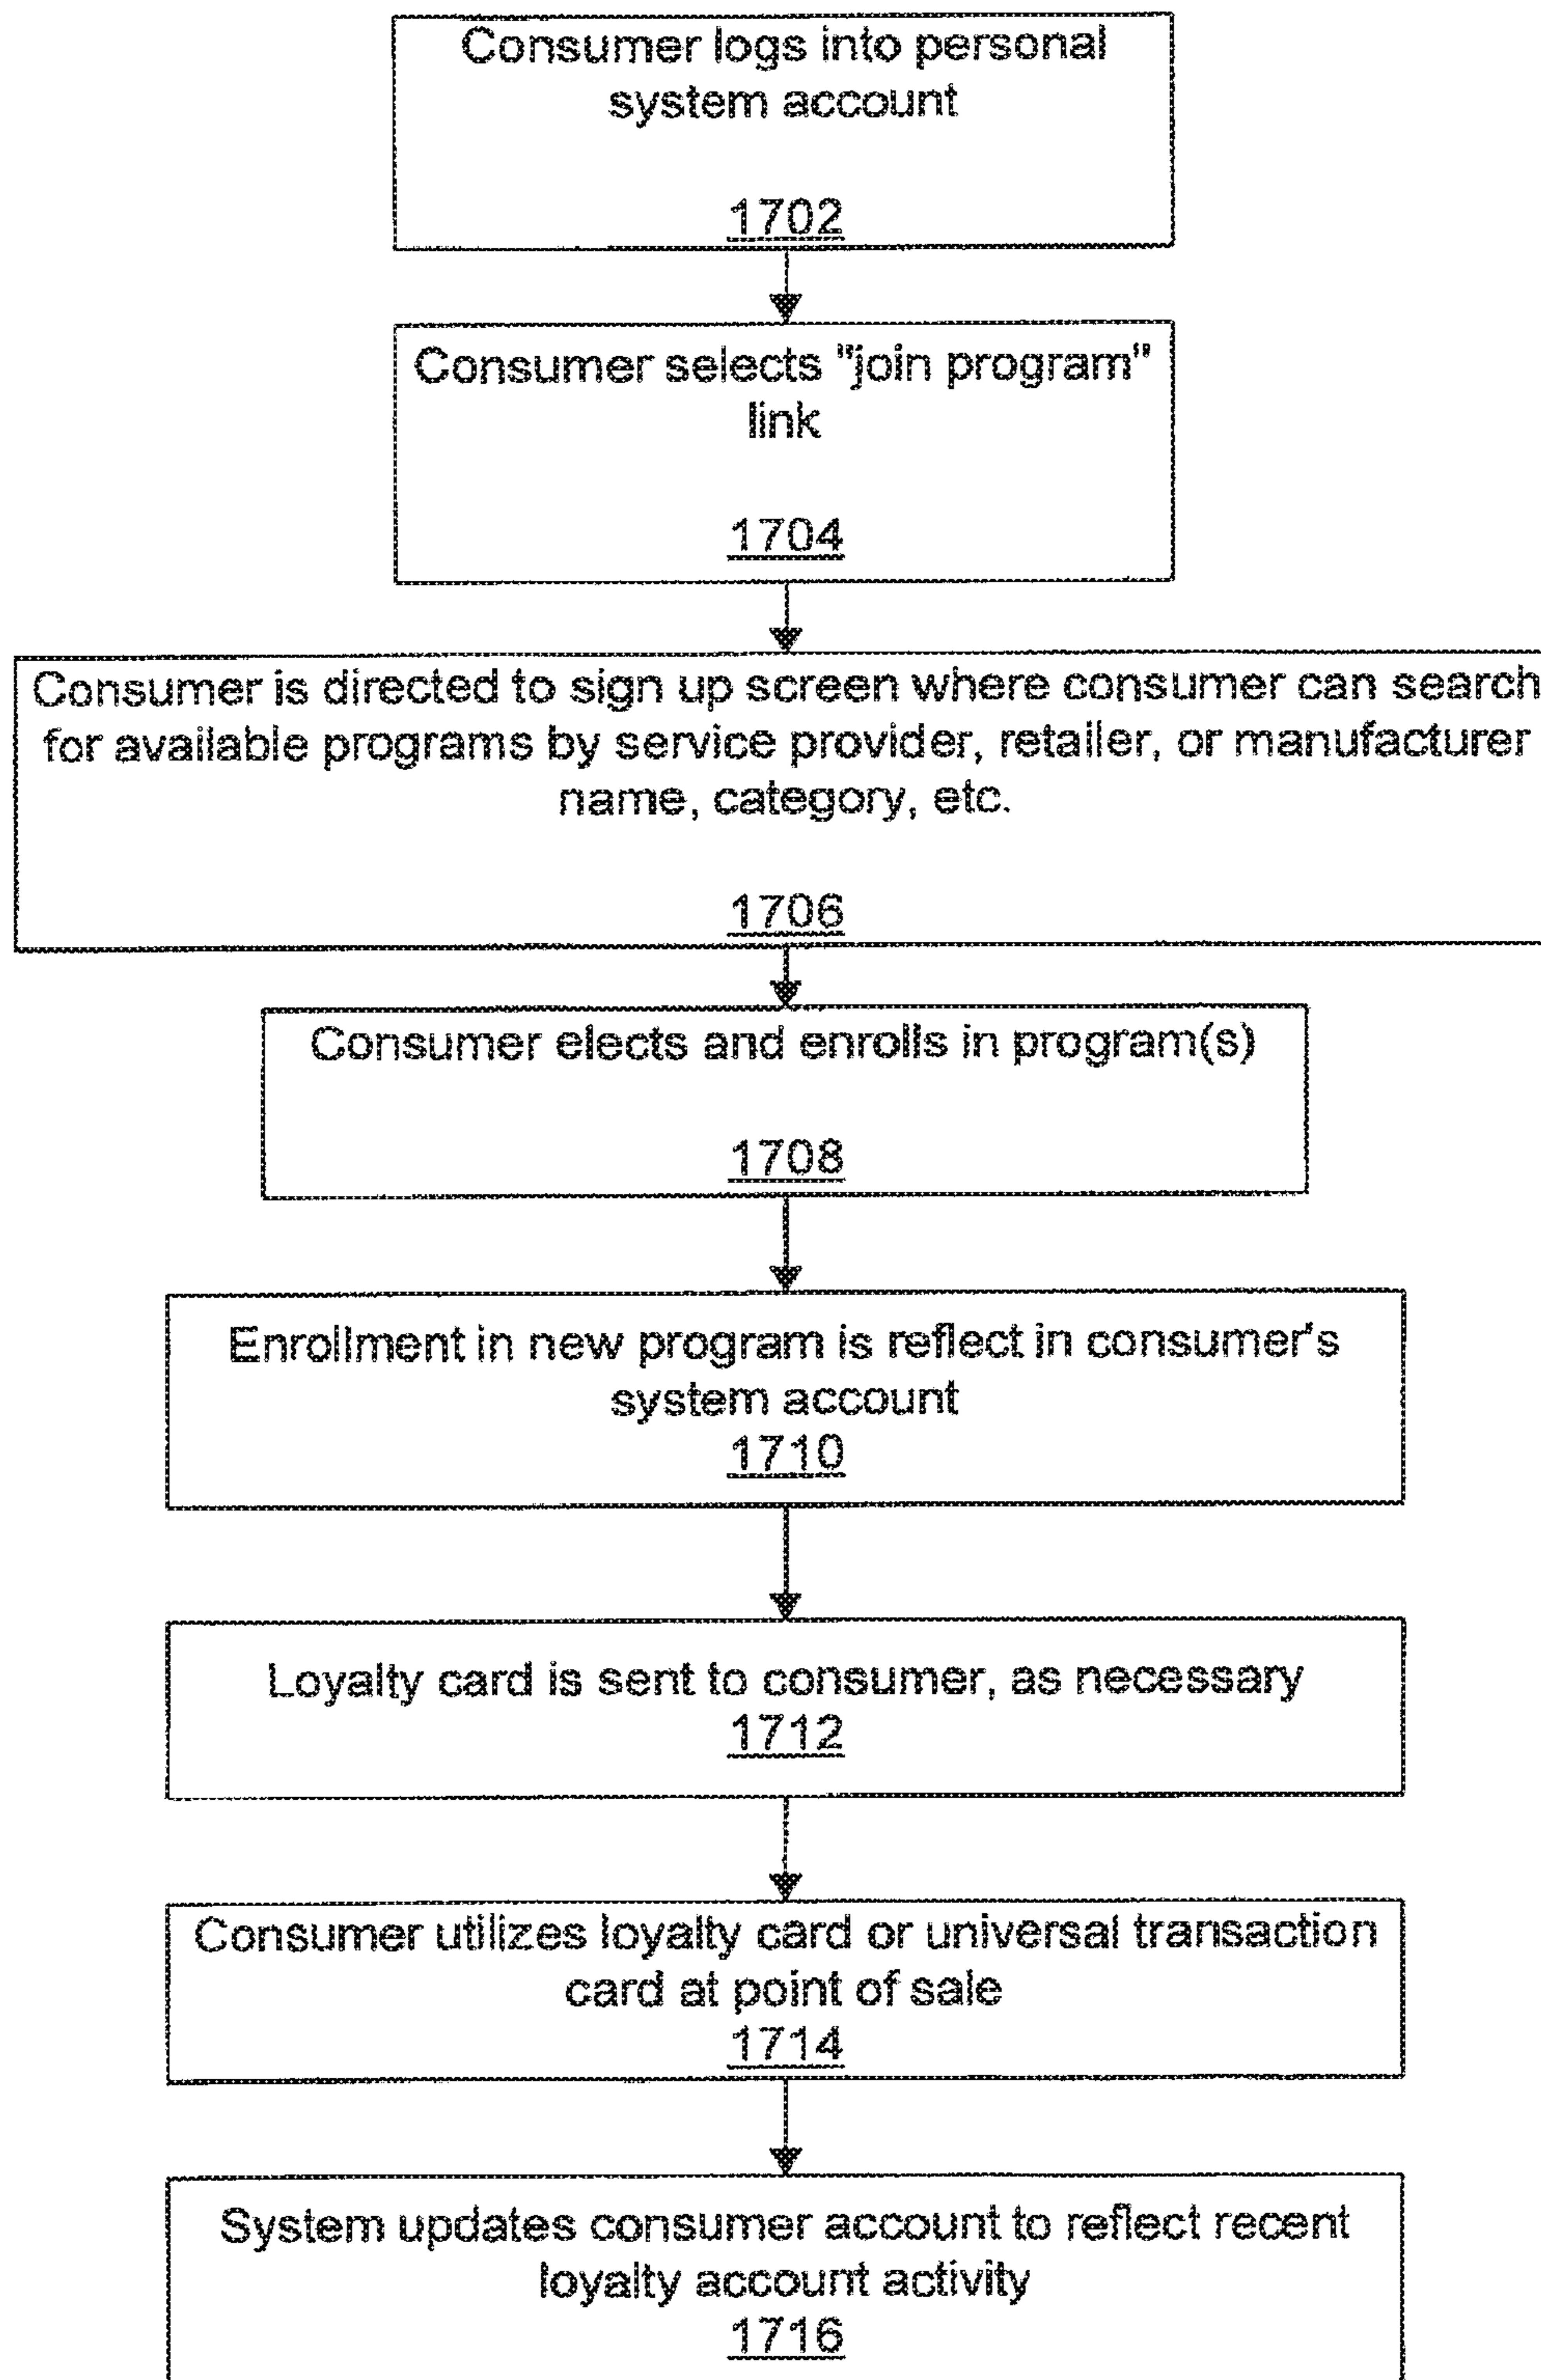 Consumer logs into personal
system account
1702
Consumer selects "join program"
link
1704
Consumer is directed to sign up screen where consumer can search
for available programs by service provider, retailer, or manufacturer
name, category, etc.
1706
Consumer elects and enrolls in program(s)
1708
Enrollment in new program is reflect in consumer's
system account
1710
Loyalty card is sent to consumer, as necessary
1712
Consumer utilizes loyalty card or universal transaction
card at point of sale
1714
System updates consumer account to reflect recent
loyalty account activity
1716